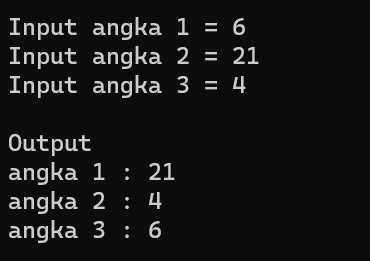 Input angka 1 = 6
Input angka 2 = 21
Input angka 3 = 4
Output
angka 1 : 21
angka 2 : 4
angka 3 : 6